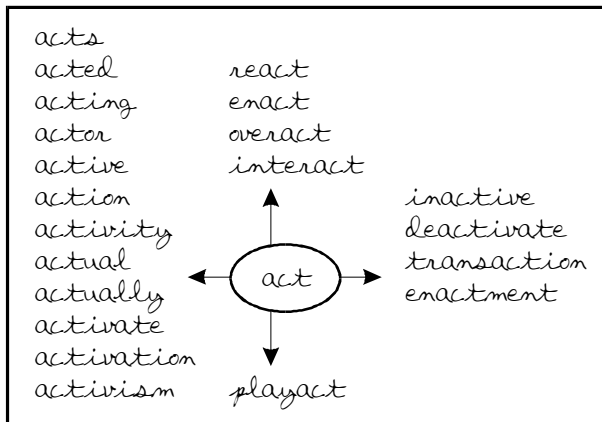 acts
acted
acting
actor
active
action
activity
actual
actually
activate
activation
activism
react
enact
overact
interact
act
playact
inactive
deactivate
transaction
enactment